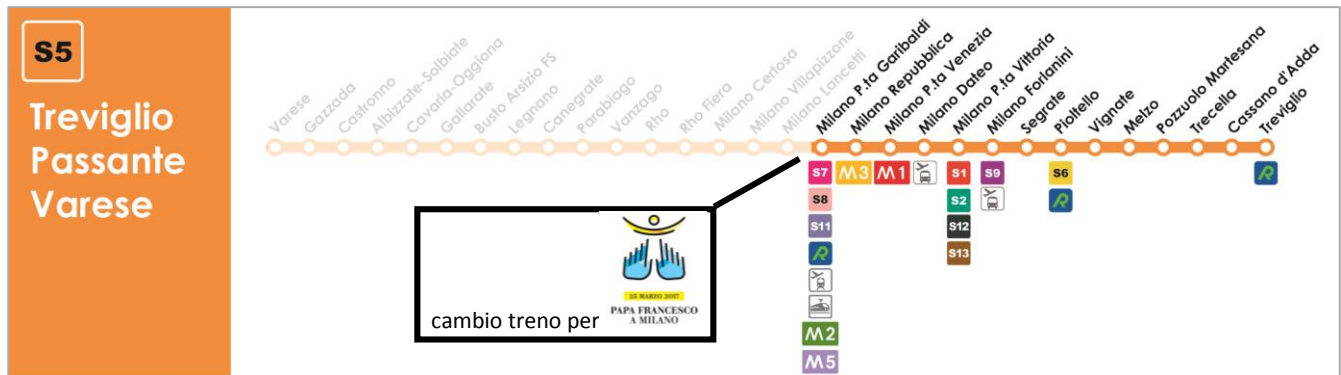 S5
Treviglio
Passante
Varese
Varese
Gazzada
Castronno
Albizzate-Solbiate
Cavaria-Oggiona
Gallarate
Busto Arsizio FS
Legnano
Canegrate
Parabiago
Vanzago
Rho
Rho Fiera
Milano Certosa
Milano Villapizzone
Milano Lancetti
Milano P.ta Garibaldi
Milano Repubblica
Milano P.ta Venezia
Milano Dateo
Milano P.ta Vittoria
Milano Forlanini
Segrate
Pioltello
Vignate
Melzo
Pozzuolo Martesana
Trecella
Cassano d'Adda
Treviglio
S7 M3 M1 S1 S9 S6 R
S8 S2 R
S11 S12
R S13
M2
M5
25 MARZO 2017
PAPA FRANCESCO
A MILANO
cambio treno per